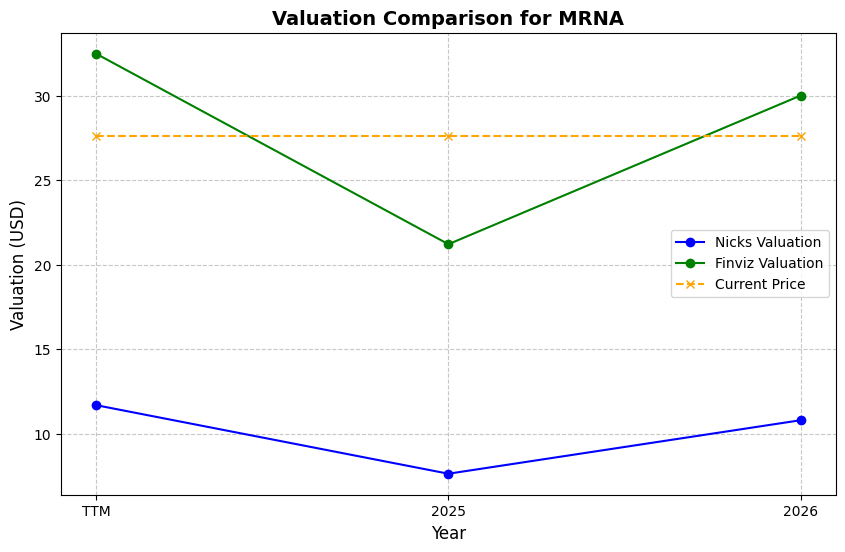 Valuation Comparison for MRNA
Valuation (USD)
30
25
20
15
10
Nicks Valuation
Finviz Valuation
Current Price
TTM
2025
2026
Year